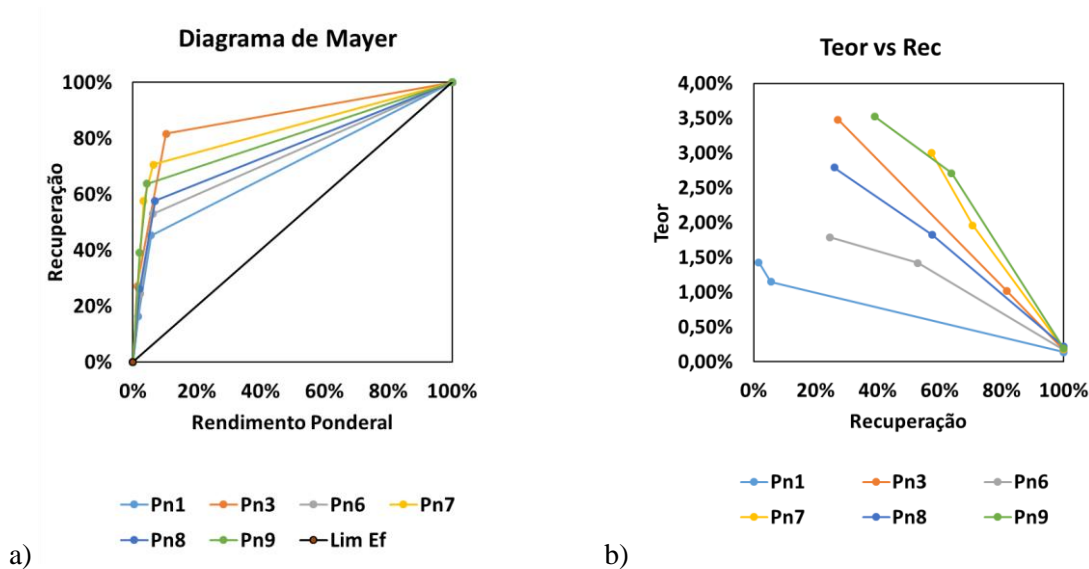 Diagrama de Mayer
100%
80%
60%
40%
20%
0%
Recuperação
0% 20% 40% 60% 80% 100%
Rendimento Ponderal
Pn1 Pn3 Pn6 Pn7
Pn8 Pn9 Lim Ef
a)
Teor vs Rec
4,00%
3,50%
3,00%
2,50%
2,00%
1,50%
1,00%
0,50%
0,00%
Teor
0% 20% 40% 60% 80% 100%
Recuperação
Pn1 Pn3 Pn6
Pn7 Pn8 Pn9
b)